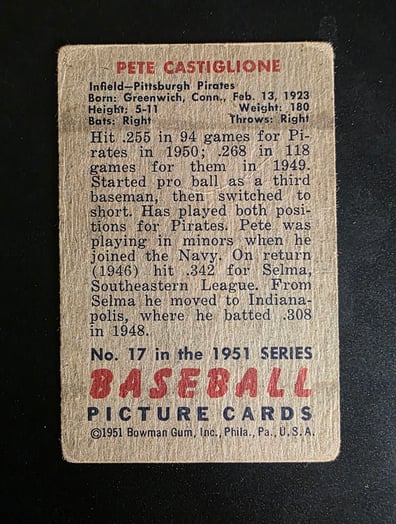 PETE CASTIGLIONE
Infield—Pittsburgh Pirates
Born: Greenwich, Conn., Feb. 13, 1923
Height: 5-11 Weight: 180
Bats: Right Throws: Right
Hit .255 in 94 games for Pi-
rates in 1950; .268 in 118
games for them in 1949.
Started pro ball as a third
baseman, then switched to
short. Has played both posi-
tions for Pirates. Pete was
playing in minors when he
joined the Navy. On return
(1946) hit .342 for Selma,
Southeastern League. From
Selma he moved to Indiana-
polis, where he batted .308
in 1948.
No. 17 in the 1951 SERIES
BASEBALL
PICTURE CARDS
©1951 Bowman Gum, Inc., Phila., Pa., U.S.A.